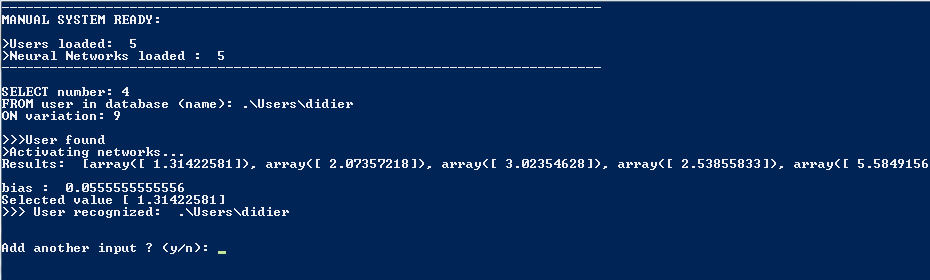 MANUAL SYSTEM READY:
>Users loaded:  5
>Neural Networks loaded :  5
SELECT number: 4
FROM user in database (name): .\Users\didier
ON variation: 9
>>>User found
>Activating networks...
Results:  [array([ 1.31422581]), array([ 2.07357218]), array([ 3.02354628]), array([ 2.53855833]), array([ 5.5849156
bias :  0.0555555555556
Selected value [ 1.31422581]
>>> User recognized:  .\Users\didier
Add another input ? (y/n): _